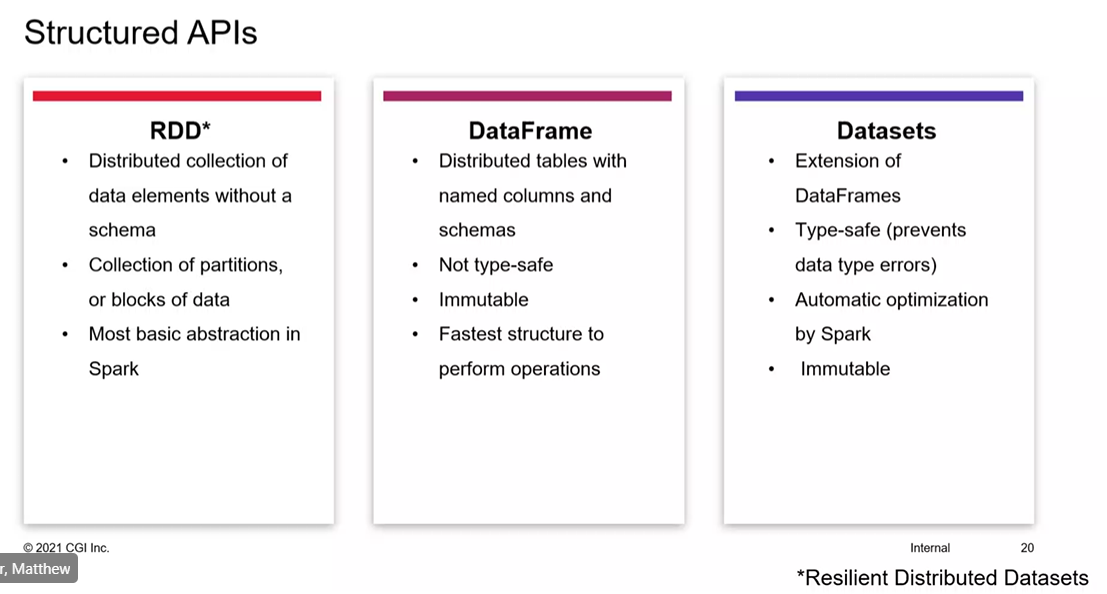 Structured APIs
RDD*
• Distributed collection of
data elements without a
schema
• Collection of partitions,
or blocks of data
• Most basic abstraction in
Spark
DataFrame
• Distributed tables with
named columns and
schemas
• Not type-safe
• Immutable
• Fastest structure to
perform operations
Datasets
• Extension of
DataFrames
• Type-safe (prevents
data type errors)
• Automatic optimization
by Spark
• Immutable
© 2021 CGI Inc.
Internal
20
r, Matthew
*Resilient Distributed Datasets